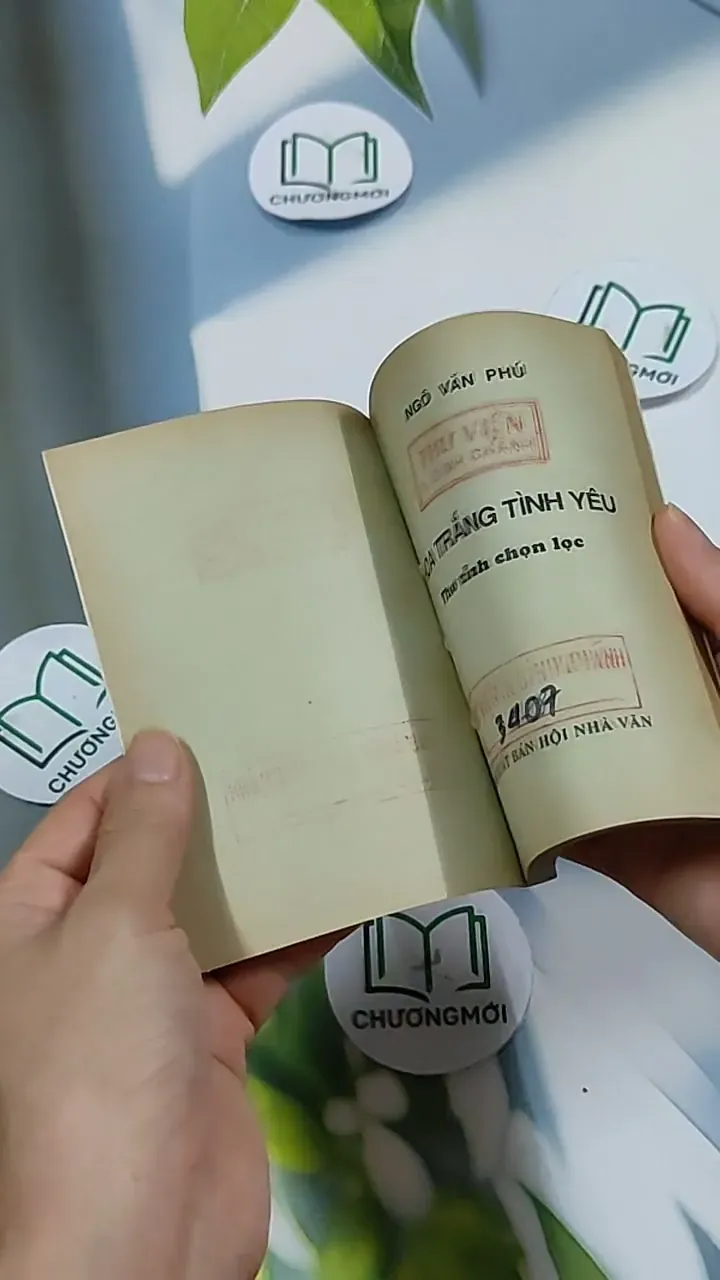 CHƯƠNGMỚI
NGÔ VĂN PHÚ
THƯ VIỆN
TRẮNG TÌNH YÊU
Thơ tình chọn lọc
3407
BẢN HỘI NHÀ VĂN
CHƯƠNG
CHƯƠNGMỚI